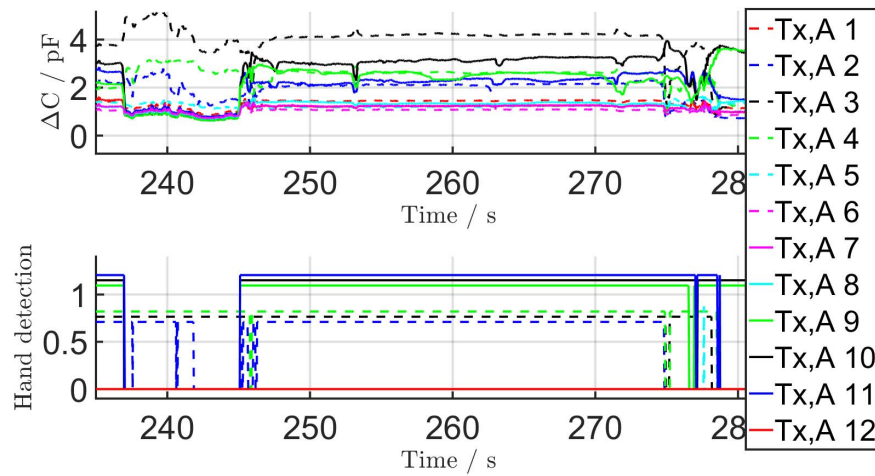 4
2
0
ΔC / pF
240
250
260
270
280
Time / s
1
0.5
0
Hand detection
240
250
260
270
280
Time / s
Tx,A 1
Tx,A 2
Tx,A 3
Tx,A 4
Tx,A 5
Tx,A 6
Tx,A 7
Tx,A 8
Tx,A 9
Tx,A 10
Tx,A 11
Tx,A 12